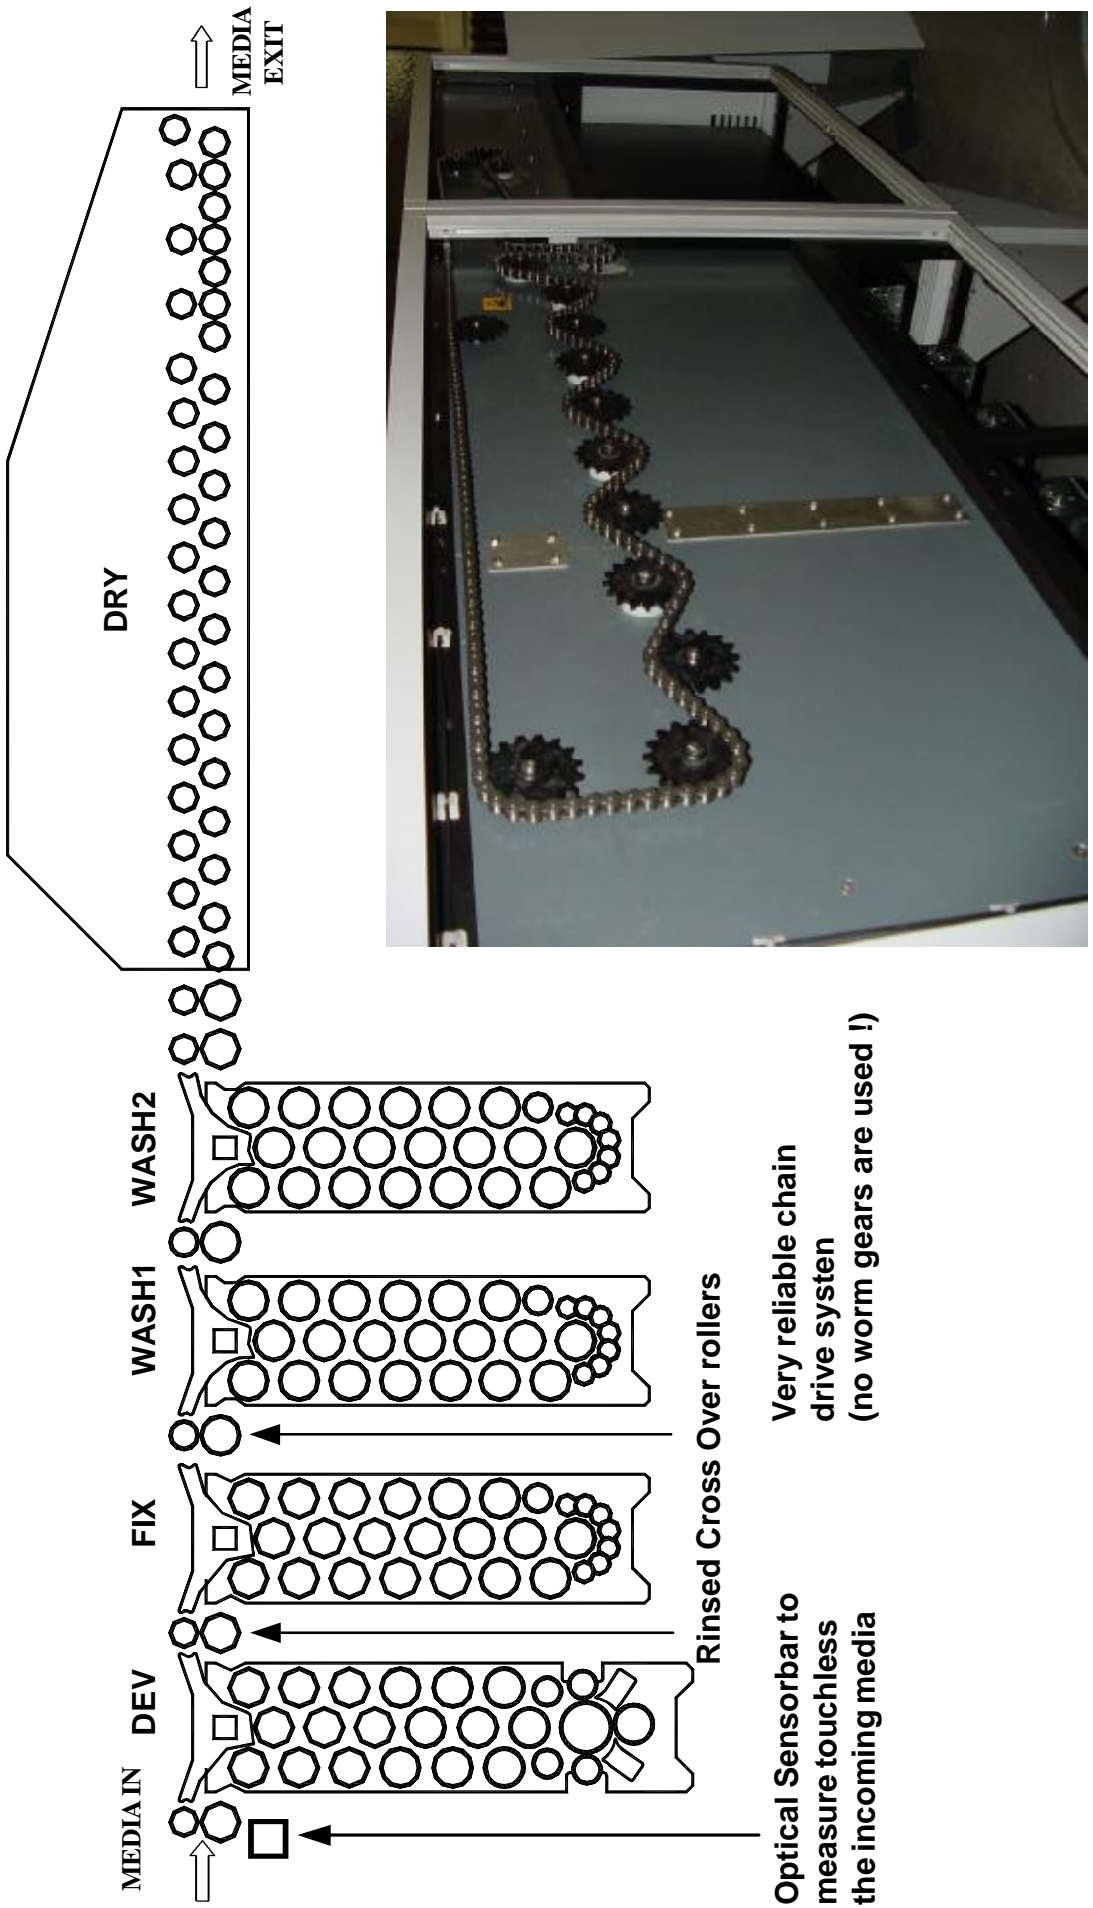 MEDIA IN
DEV
FIX
WASH1
WASH2
DRY
MEDIA
EXIT
Optical Sensorbar to
measure touchless
the incoming media
Rinsed Cross Over rollers
Very reliable chain
drive systen
(no worm gears are used !)